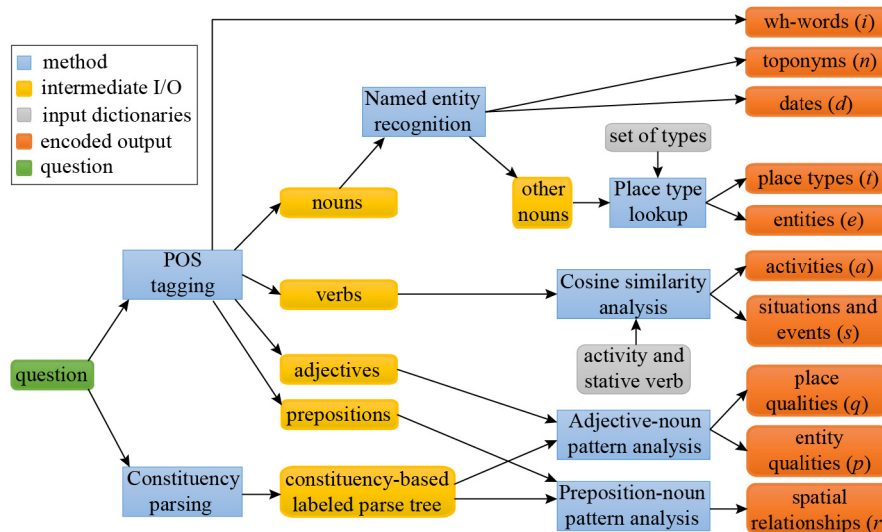 method
intermediate I/O
input dictionaries
encoded output
question
wh-words (i)
toponyms (n)
dates (d)
Named entity
recognition
set of types
nouns
other
nouns
Place type
lookup
place types (t)
entities (e)
POS
tagging
verbs
Cosine similarity
analysis
activities (a)
situations and
events (s)
activity and
stative verb
question
adjectives
prepositions
Adjective-noun
pattern analysis
place
qualities (q)
entity
qualities (p)
Constituency
parsing
constituency-based
labeled parse tree
Preposition-noun
pattern analysis
spatial
relationships (r